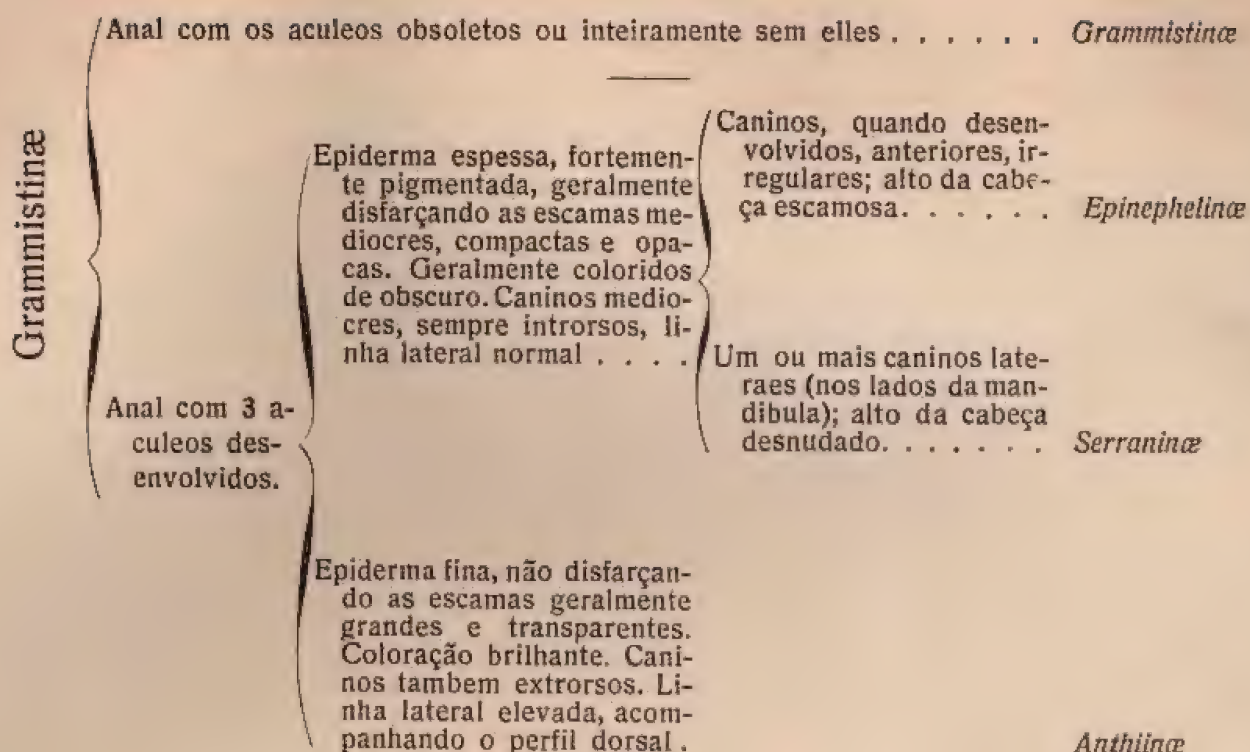 Grammistinæ
Anal com os aculeos obsoletos ou inteiramente sem elles . . . . . . Grammistinæ
Anal com 3 a-
culeos des-
envolvidos.
Epiderma espessa, fortemen-
te pigmentada, geralmente
disfarçando as escamas me-
diocres, compactas e opa-
cas. Geralmente coloridos
de obscuro. Caninos medio-
cres, sempre introrsos, li-
nha lateral normal . . . .
Caninos, quando desen-
volvidos, anteriores, ir-
regulares; alto da cabe-
ça escamosa. . . . . . Epinephelinæ
Um ou mais caninos late-
raes (nos lados da man-
dibula); alto da cabeça
desnudado. . . . . . . Serraninæ
Epiderma fina, não disfarçan-
do as escamas geralmente
grandes e transparentes.
Coloração brilhante. Cani-
nos tambem extrorsos. Li-
nha lateral elevada, acom-
panhando o perfil dorsal . Anthiinæ